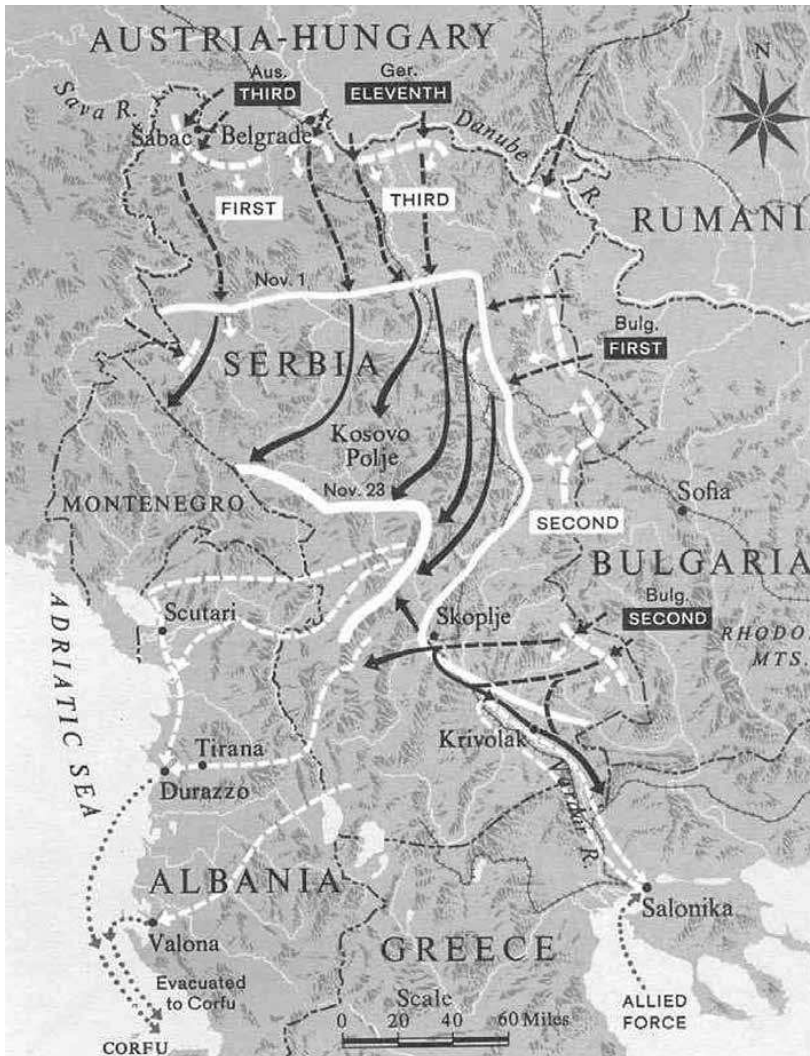 AUSTRIA-HUNGARY
N
Aus.
THIRD
Ger.
ELEVENTH
Sava R.
Sabac
Belgrade
Danube
R.
FIRST
THIRD
RUMANI
Nov. 1
Bulg.
FIRST
SERBIA
Kosovo
Polje
MONTENEGRO
Nov. 23
Sofia
SECOND
BULGARIA
Scutari
Skoplje
Bulg.
SECOND
RHODO
MTS.
ADRIATIC SEA
Krivolak
Tirana
Durazzo
Vardar R.
ALBANIA
Salonika
Valona
GREECE
Evacuated
to Corfu
Scale
0 20 40 60 Miles
ALLIED
FORCE
CORFU